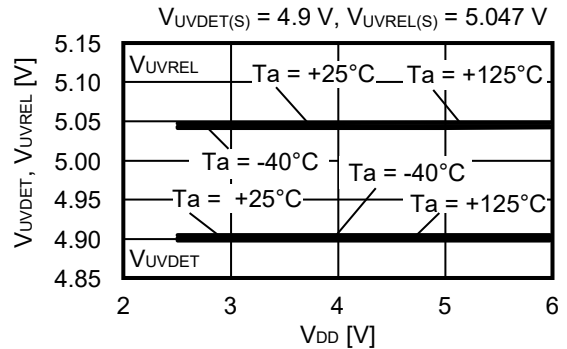 VUVDET(S) = 4.9 V, VUVREL(S) = 5.047 V
VUVDET, VUVREL [V]
5.15
5.10
5.05
5.00
4.95
4.90
4.85
VUVREL
Ta = +25°C
Ta = +125°C
Ta = -40°C
Ta = -40°C
Ta = +25°C
Ta = +125°C
VUVDET
2 3 4 5 6
VDD [V]